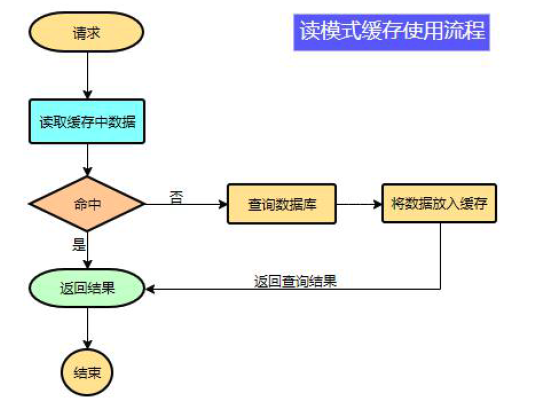 请求
读模式缓存使用流程
读取缓存中数据
命中
否
查询数据库
将数据放入缓存
是
返回结果
返回查询结果
结束